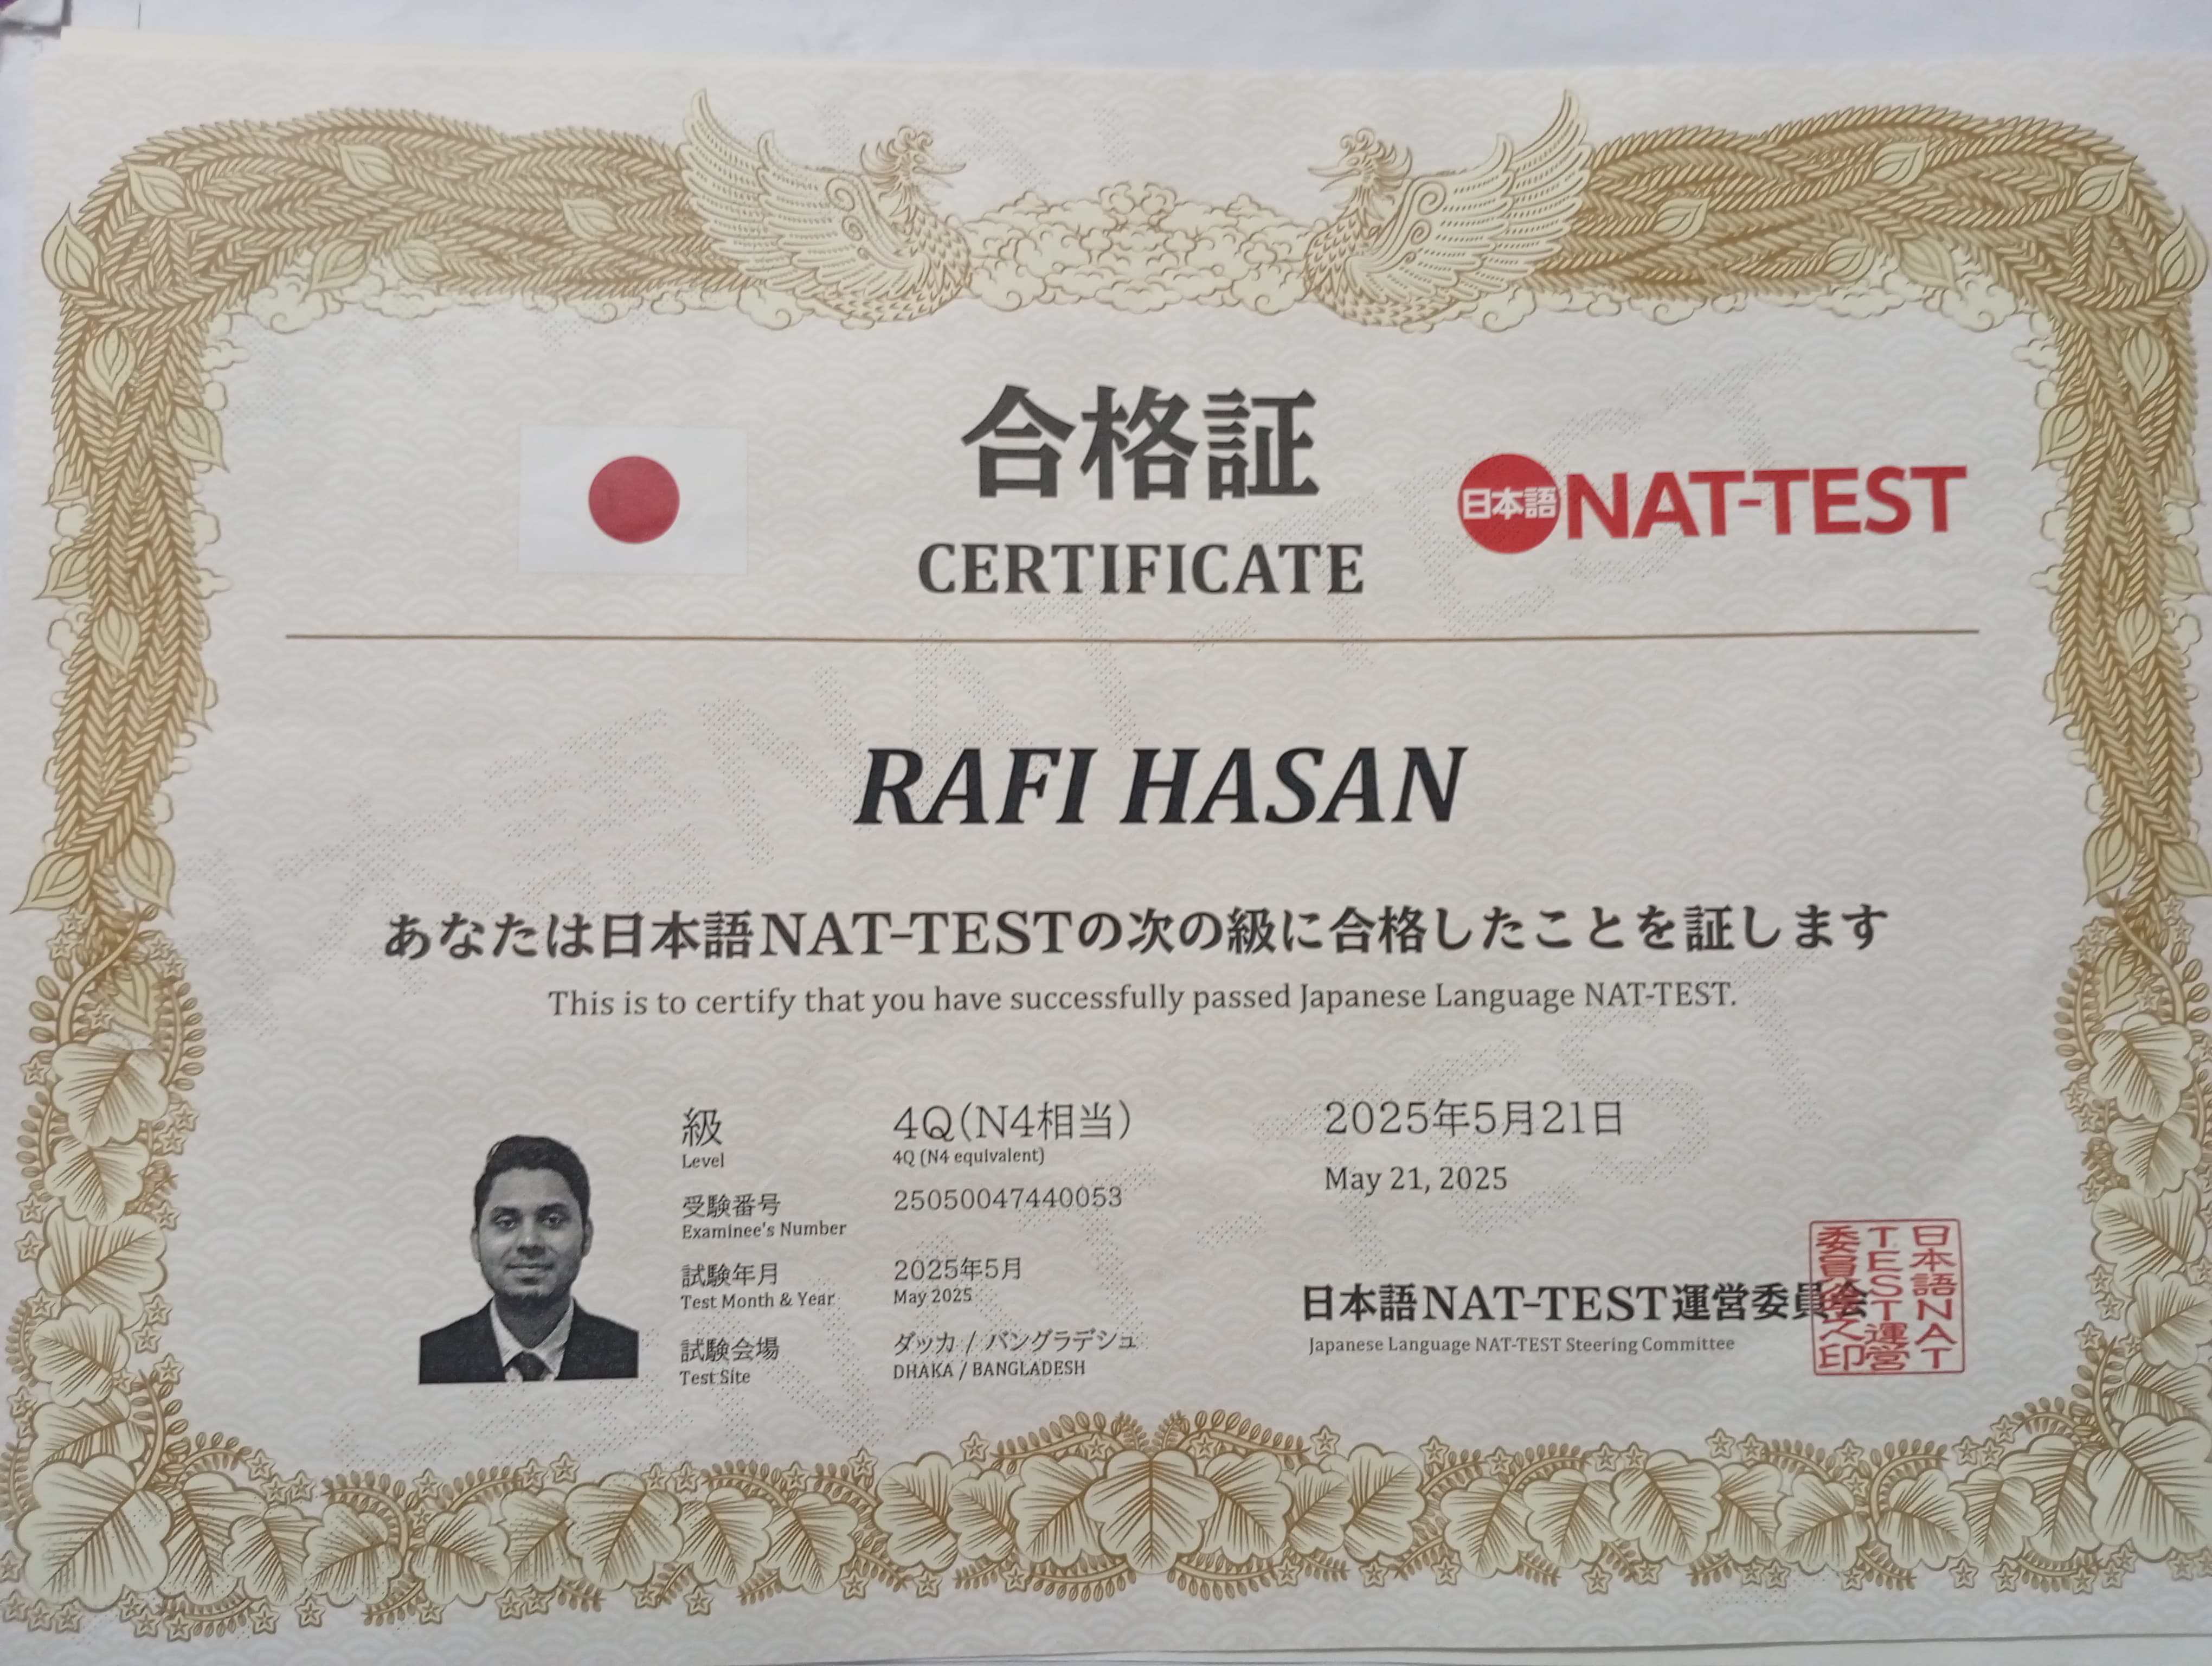 合格証
CERTIFICATE
日本語NAT-TEST
RAFI HASAN
あなたは日本語NAT-TESTの次の級に合格したことを証します
This is to certify that you have successfully passed Japanese Language NAT-TEST.
級 4Q(N4相当)
Level 4Q (N4 equivalent)
受験番号 25050047440053
Examinee's Number
試験年月 2025年5月
Test Month & Year May 2025
試験会場 ダッカ / バングラデシュ
Test Site DHAKA / BANGLADESH
2025年5月21日
May 21, 2025
日本語NAT-TEST運営委員会
Japanese Language NAT-TEST Steering Committee
日本語NAT
TEST運営